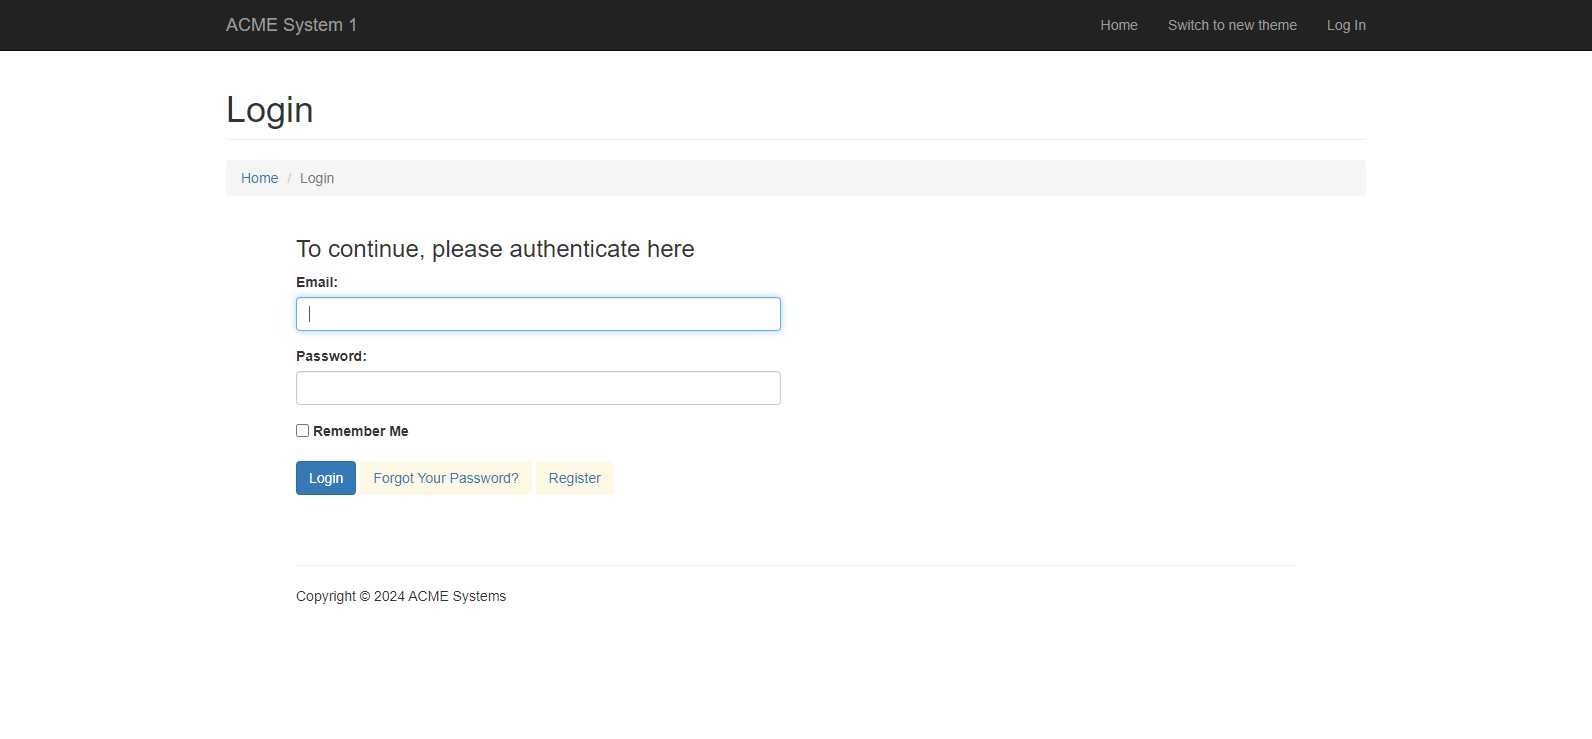 ACME System 1 Home Switch to new theme Log In
Login
Home / Login
To continue, please authenticate here
Email:
Password:
Remember Me
Login Forgot Your Password? Register
Copyright © 2024 ACME Systems